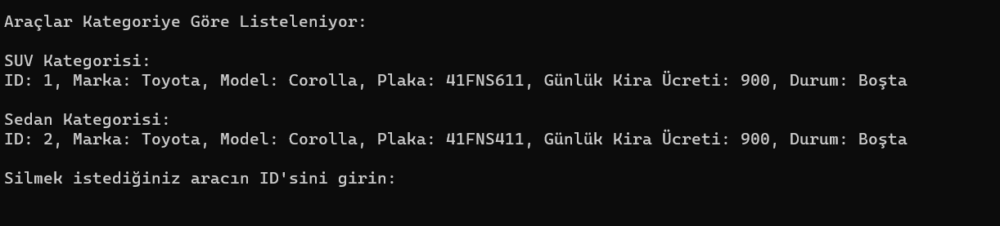 Araçlar Kategoriye Göre Listeleniyor:
SUV Kategorisi:
ID: 1, Marka: Toyota, Model: Corolla, Plaka: 41FNS611, Günlük Kira Ücreti: 900, Durum: Boşta
Sedan Kategorisi:
ID: 2, Marka: Toyota, Model: Corolla, Plaka: 41FNS411, Günlük Kira Ücreti: 900, Durum: Boşta
Silmek istediğiniz aracın ID'sini girin: